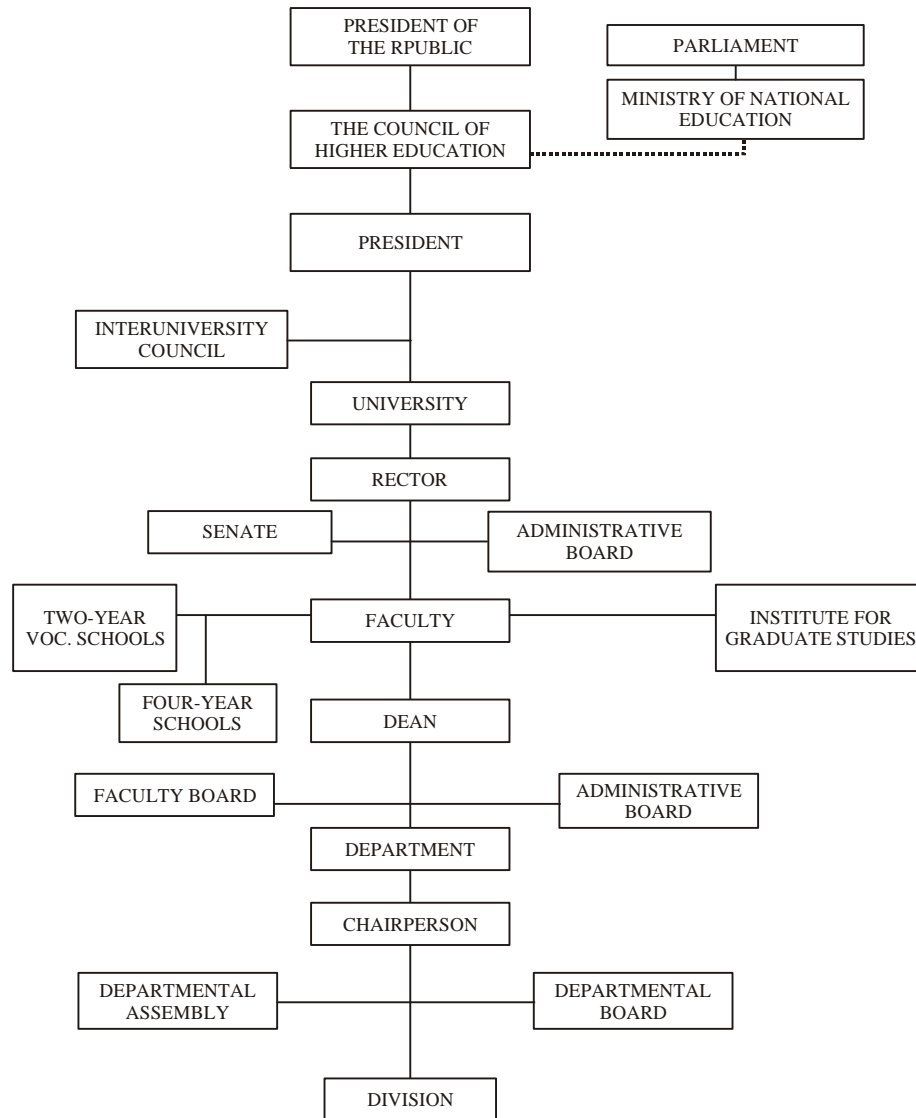 PRESIDENT OF
THE RPUBLIC
PARLIAMENT
MINISTRY OF NATIONAL
EDUCATION
THE COUNCIL OF
HIGHER EDUCATION
PRESIDENT
INTERUNIVERSITY
COUNCIL
UNIVERSITY
RECTOR
SENATE
ADMINISTRATIVE
BOARD
TWO-YEAR
VOC. SCHOOLS
FACULTY
INSTITUTE FOR
GRADUATE STUDIES
FOUR-YEAR
SCHOOLS
DEAN
FACULTY BOARD
ADMINISTRATIVE
BOARD
DEPARTMENT
CHAIRPERSON
DEPARTMENTAL
ASSEMBLY
DEPARTMENTAL
BOARD
DIVISION